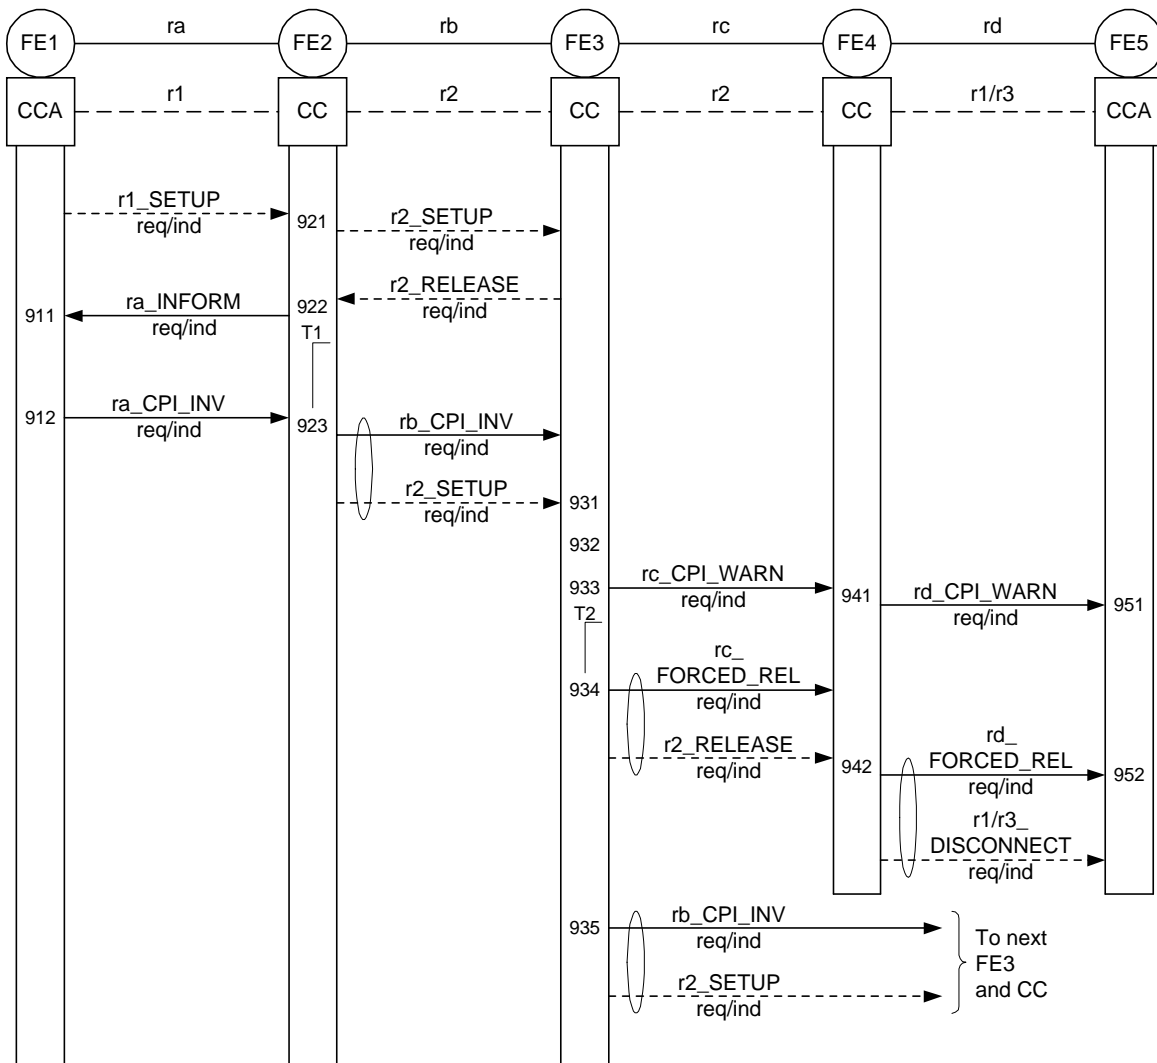 FE1 ra FE2 rb FE3 rc FE4 rd FE5
CCA r1 CC r2 CC r2 CC r1/r3 CCA
r1_SETUP
req/ind
921
r2_SETUP
req/ind
r2_RELEASE
req/ind
911
ra_INFORM
req/ind
922
T1
912
ra_CPI_INV
req/ind
923
rb_CPI_INV
req/ind
r2_SETUP
req/ind
931
932
933
rc_CPI_WARN
req/ind
941
rd_CPI_WARN
req/ind
951
T2
934
rc_
FORCED_REL
req/ind
r2_RELEASE
req/ind
942
rd_
FORCED_REL
req/ind
952
r1/r3_
DISCONNECT
req/ind
935
rb_CPI_INV
req/ind
r2_SETUP
req/ind
To next
FE3
and CC